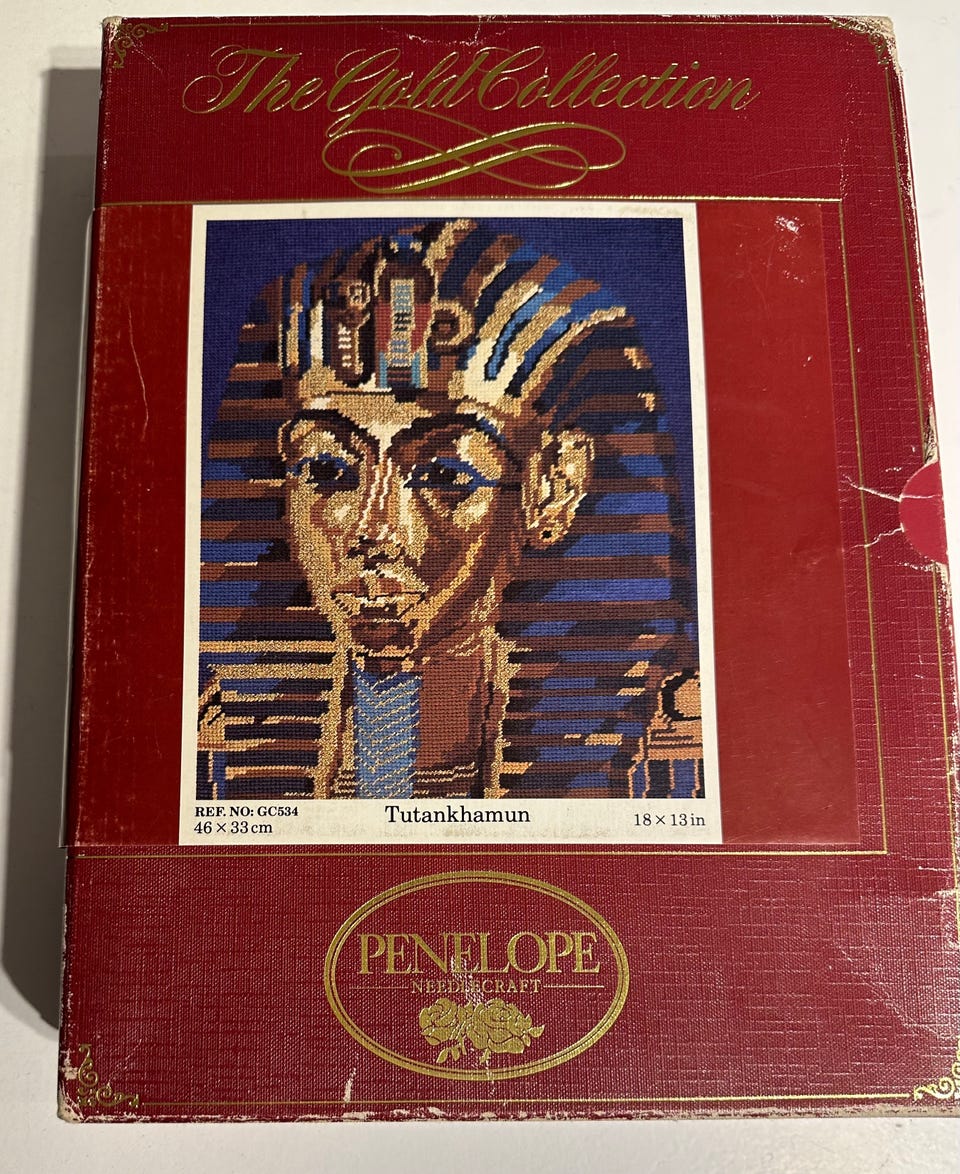 The Gold Collection
REF. NO: GC534
46 × 33 cm
Tutankhamun
18 × 13 in
PENELOPE
NEEDLECRAFT